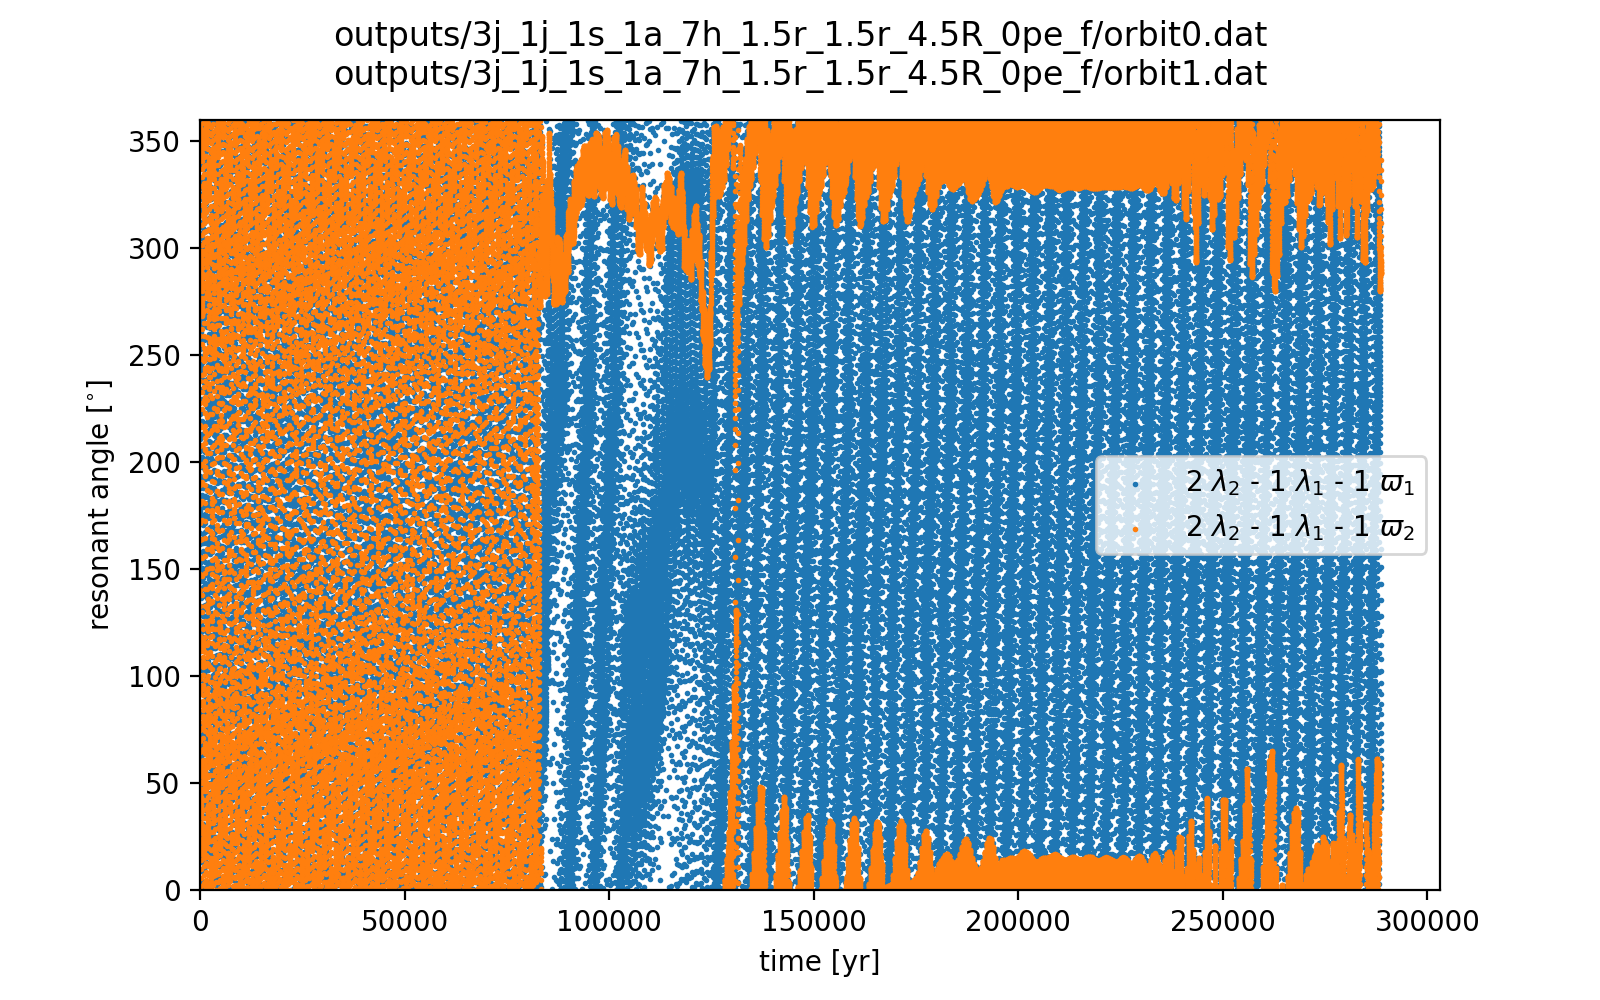 outputs/3j_1j_1s_1a_7h_1.5r_1.5r_4.5R_0pe_f/orbit0.dat
outputs/3j_1j_1s_1a_7h_1.5r_1.5r_4.5R_0pe_f/orbit1.dat
350
300
250
200
150
100
50
0
resonant angle [°]
2 λ₂ - 1 λ₁ - 1 ϖ₁
2 λ₂ - 1 λ₁ - 1 ϖ₂
0 50000 100000 150000 200000 250000 300000
time [yr]